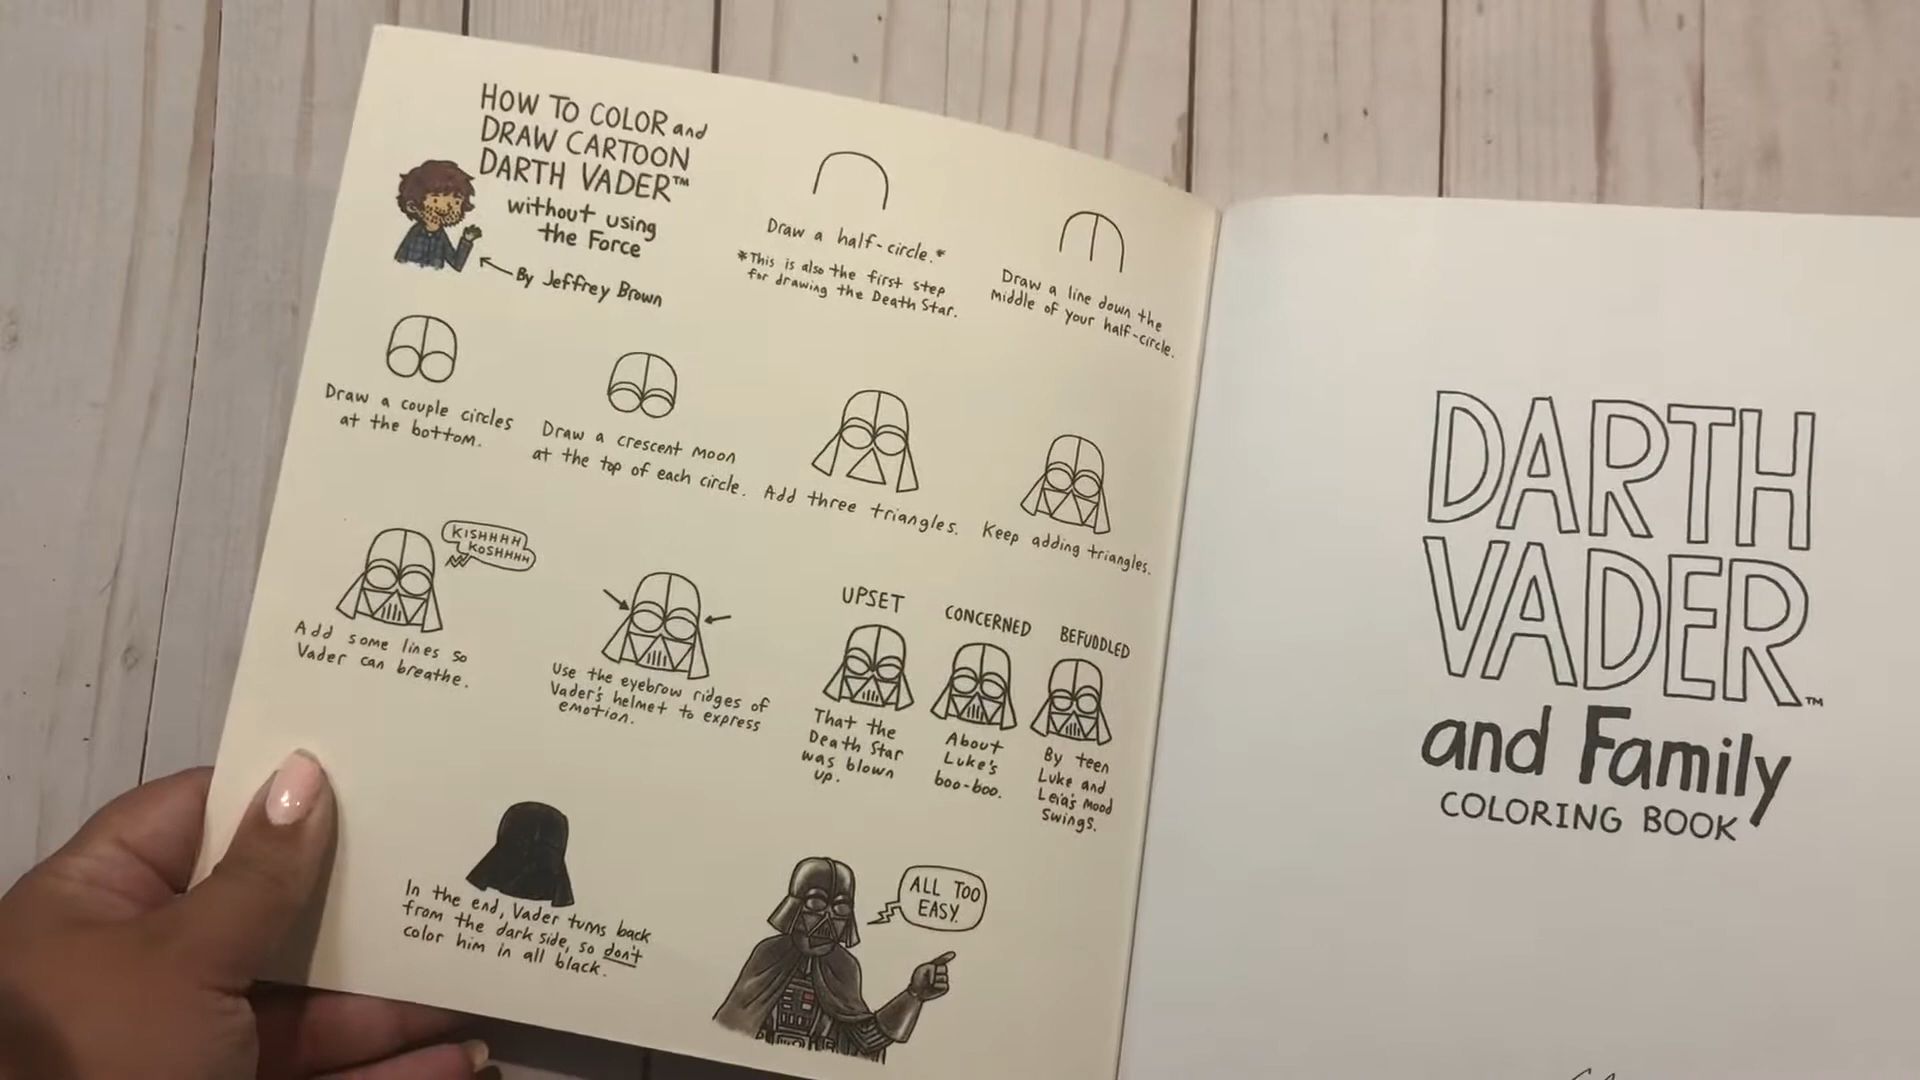 HOW TO COLOR and
DRAW CARTOON
DARTH VADER™
without using
the Force
By Jeffrey Brown
Draw a half-circle.*
*This is also the first step
for drawing the Death Star.
Draw a line down the
middle of your half-circle.
Draw a couple circles
at the bottom.
Draw a crescent moon
at the top of each circle.
Add three triangles.
Keep adding triangles.
KISHHHH
KOSHHHH
Add some lines so
Vader can breathe.
Use the eyebrow ridges of
Vader's helmet to express
emotion.
UPSET
That the
Death Star
was blown
up.
CONCERNED
About
Luke's
boo-boo.
BEFUDDLED
By teen
Luke and
Leia's mood
swings.
In the end, Vader turns back
from the dark side, so don't
color him in all black.
ALL TOO
EASY.
DARTH
VADER™
and Family
COLORING BOOK